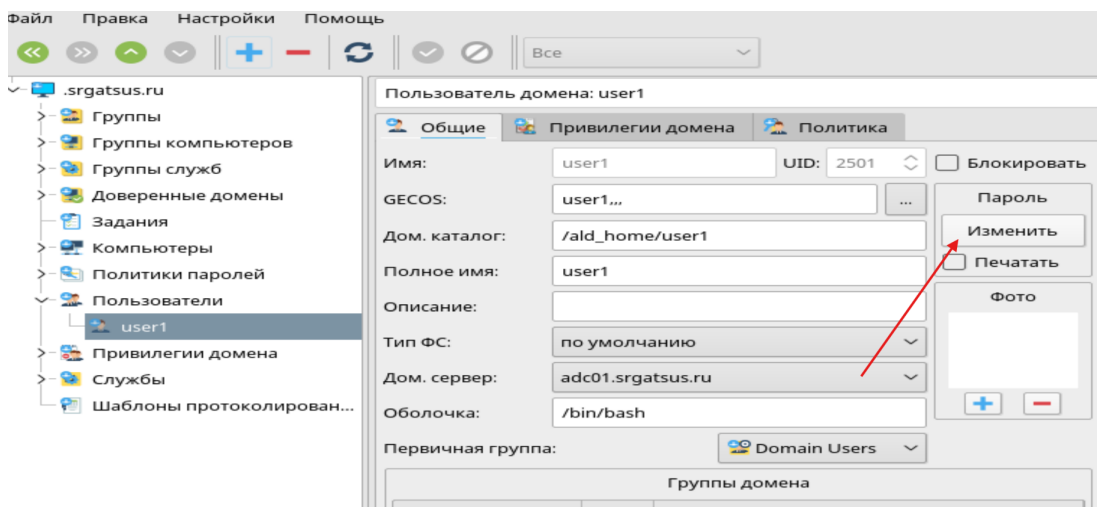 Файл Правка Настройки Помощь
Все
.srgatsus.ru
Группы
Группы компьютеров
Группы служб
Доверенные домены
Задания
Компьютеры
Политики паролей
Пользователи
user1
Привилегии домена
Службы
Шаблоны протоколирован...
Пользователь домена: user1
Общие Привилегии домена Политика
Имя: user1 UID: 2501 Блокировать
GECOS: user1,,, ... Пароль
Дом. каталог: /ald_home/user1 Изменить
Полное имя: user1 Печатать
Описание: Фото
Тип ФС: по умолчанию
Дом. сервер: adc01.srgatsus.ru
Оболочка: /bin/bash
Первичная группа: Domain Users
Группы домена